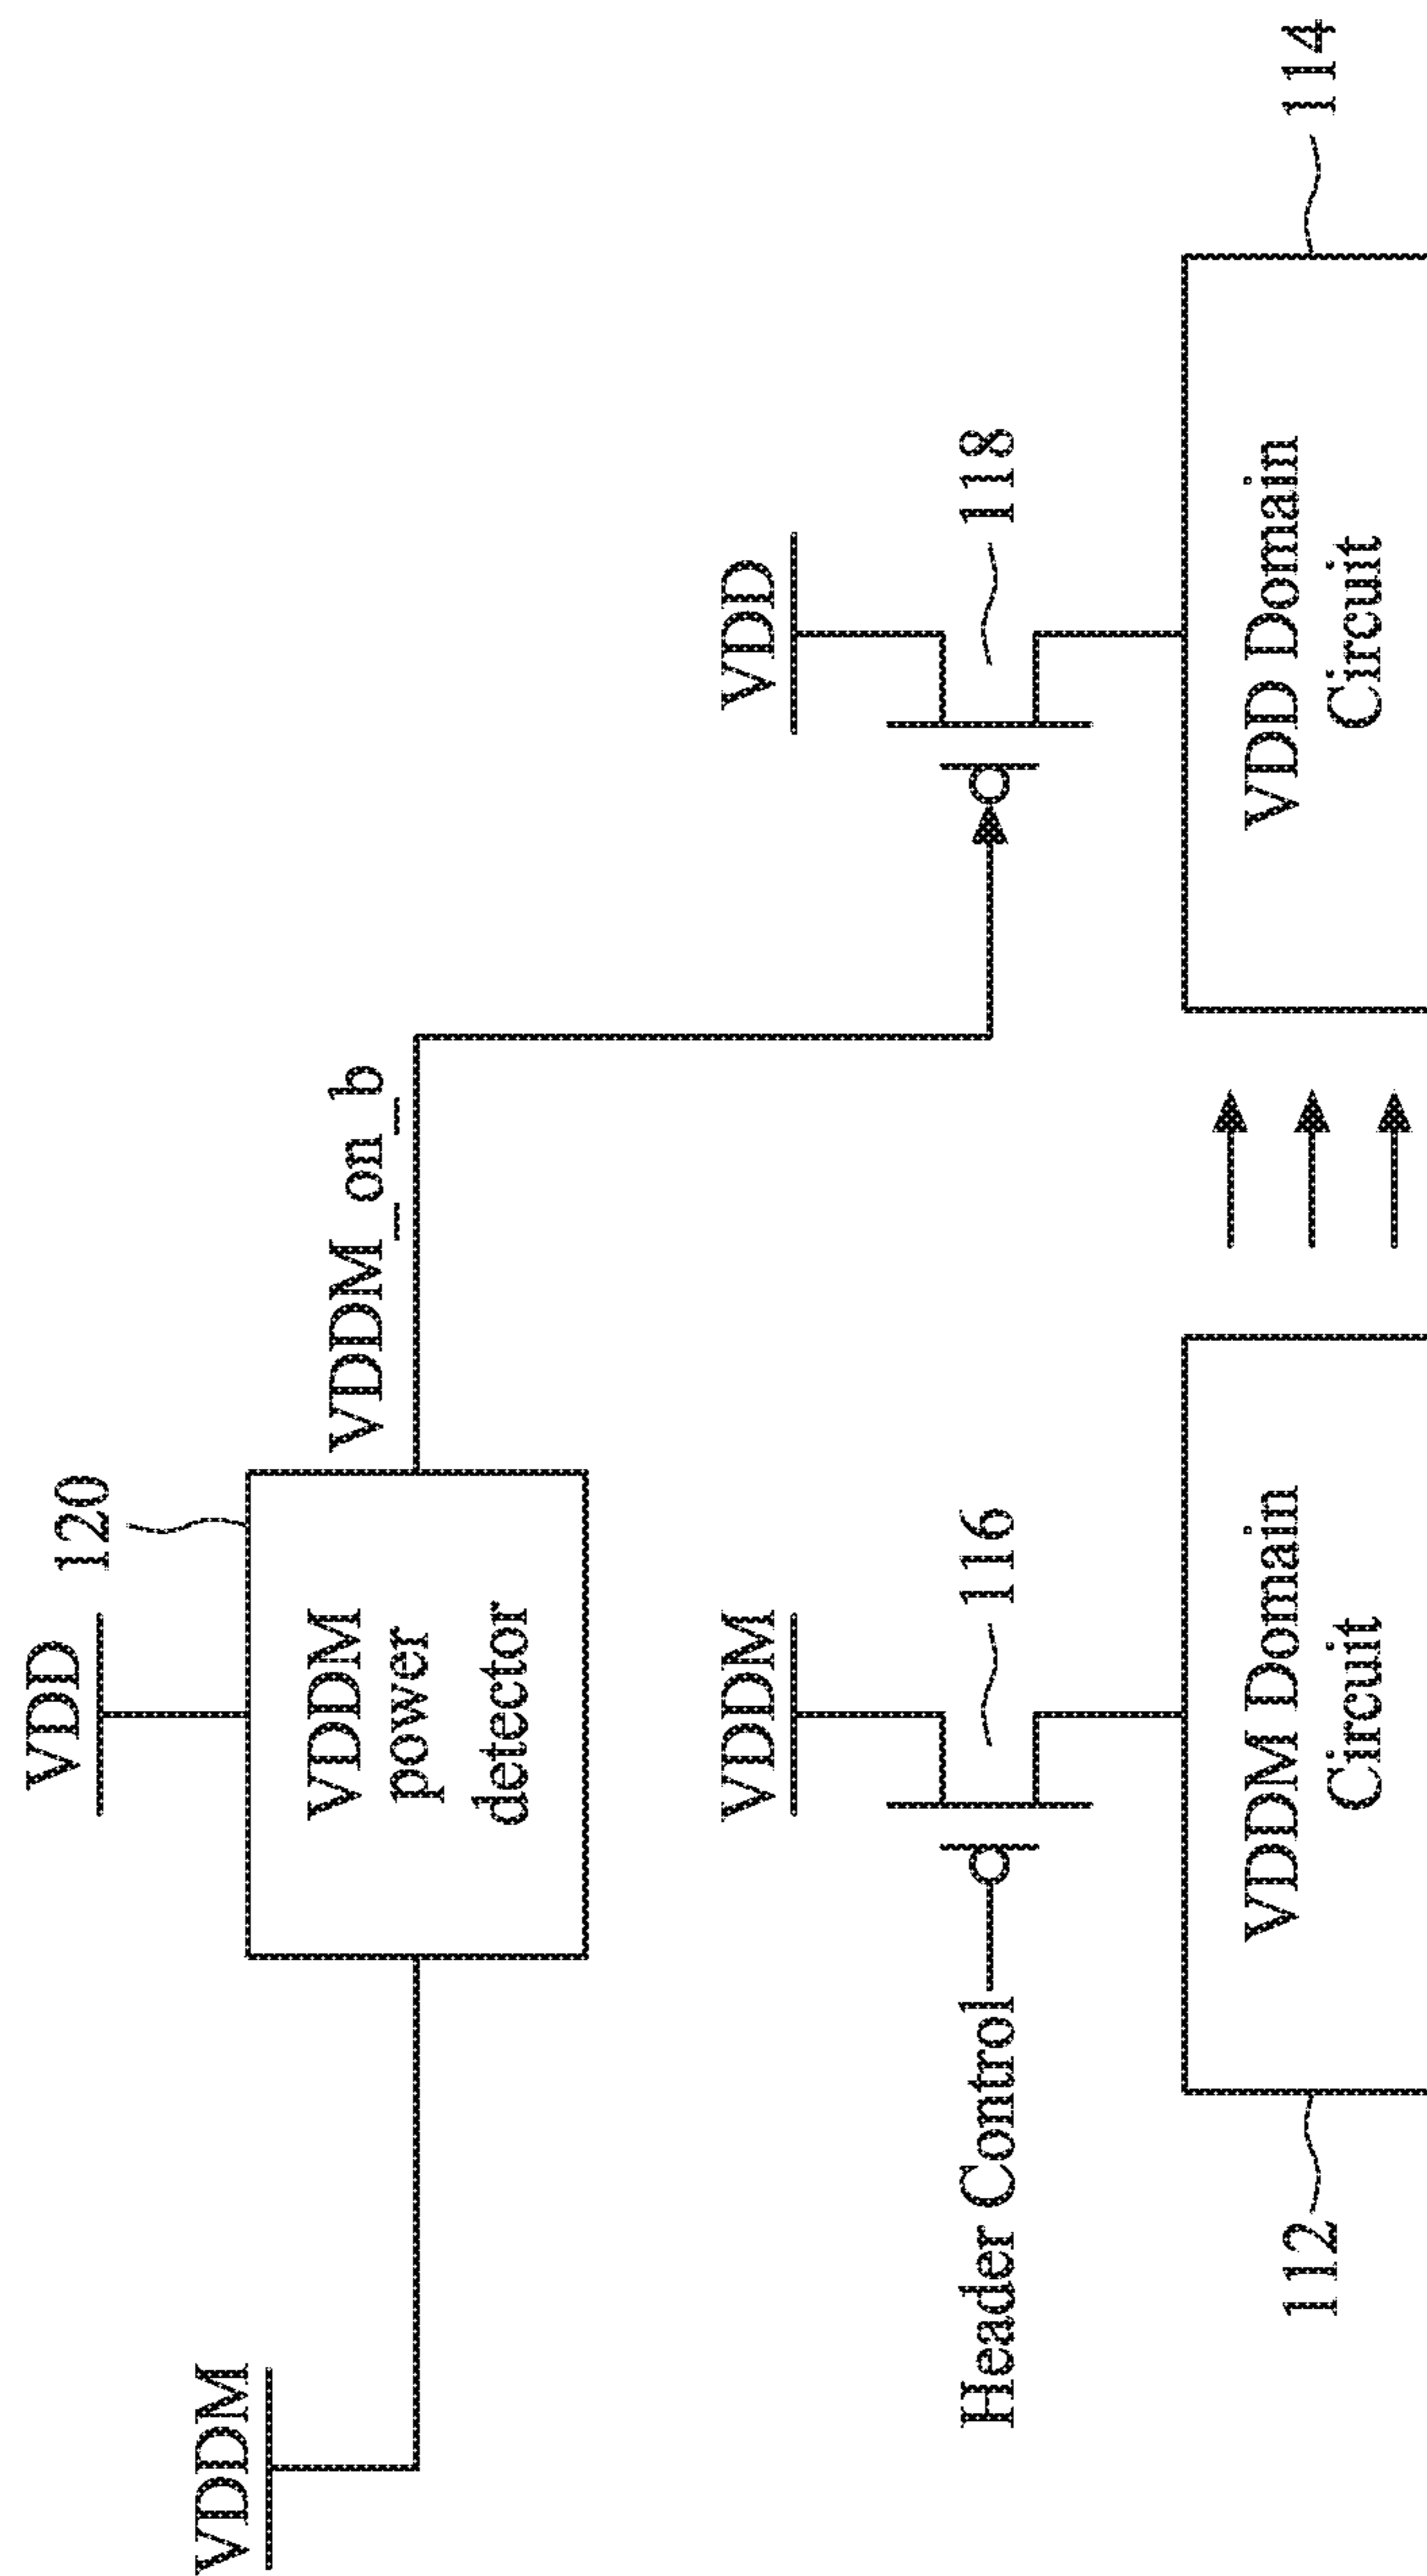 VDD
120
VDDM
VDDM
power
detector
VDDM_on_b
VDDM
116
Header Control
VDD
118
VDDM Domain
Circuit
112
VDD Domain
Circuit
114